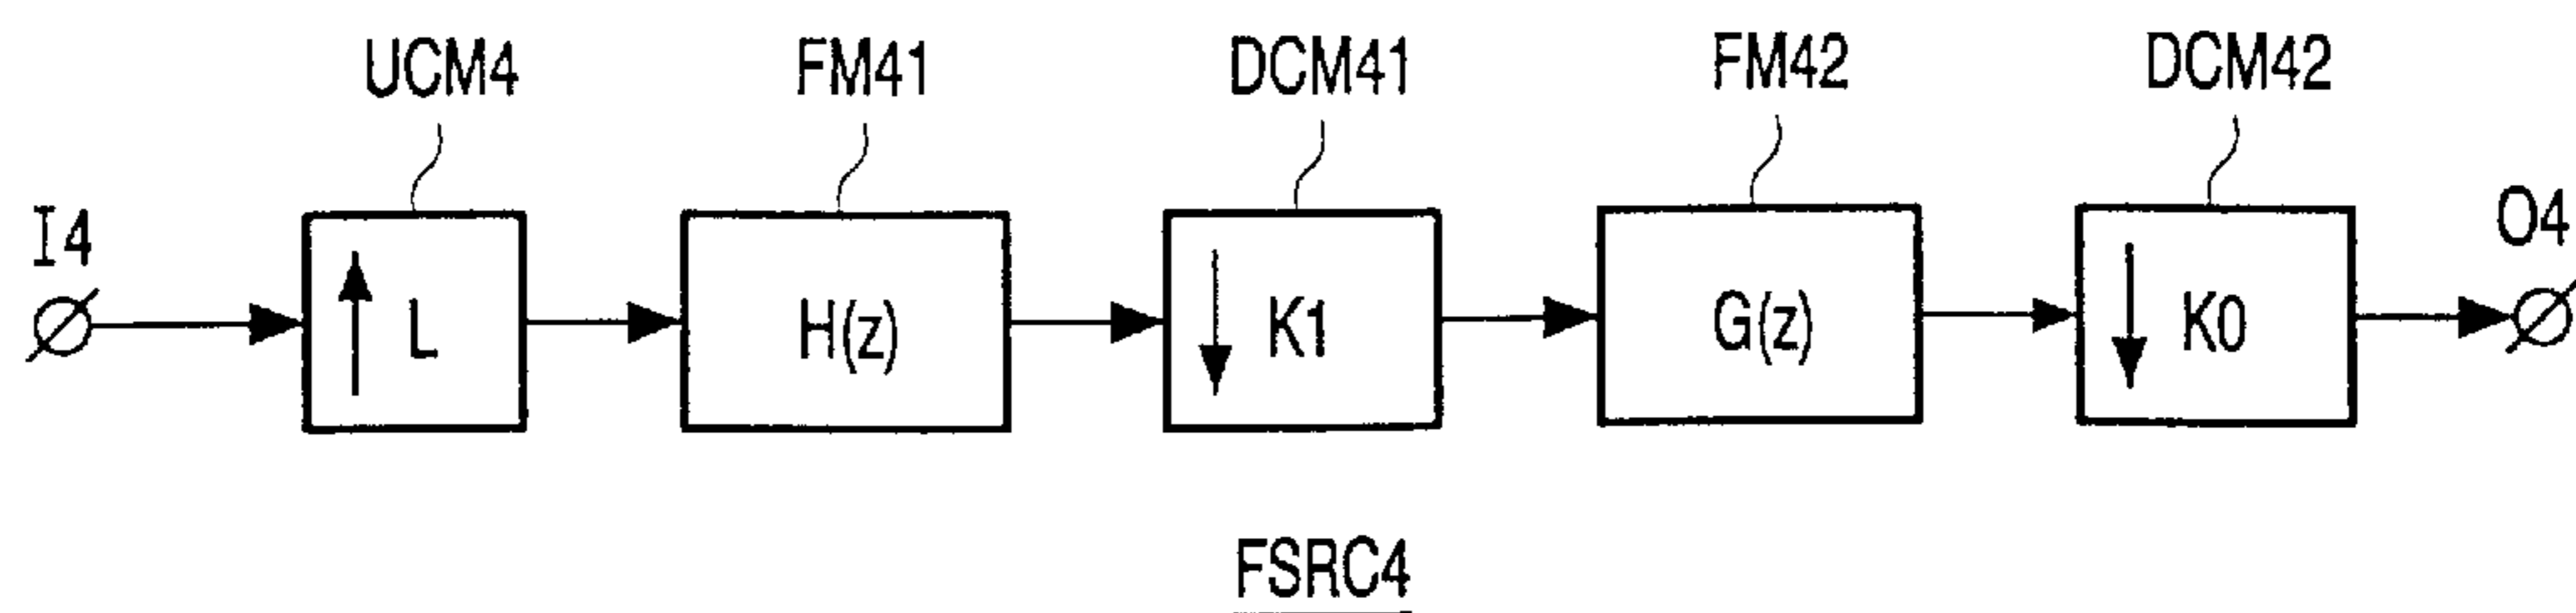 UCM4 FM41 DCM41 FM42 DCM42
I4 O4
L H(z) K1 G(z) K0
FSRC4